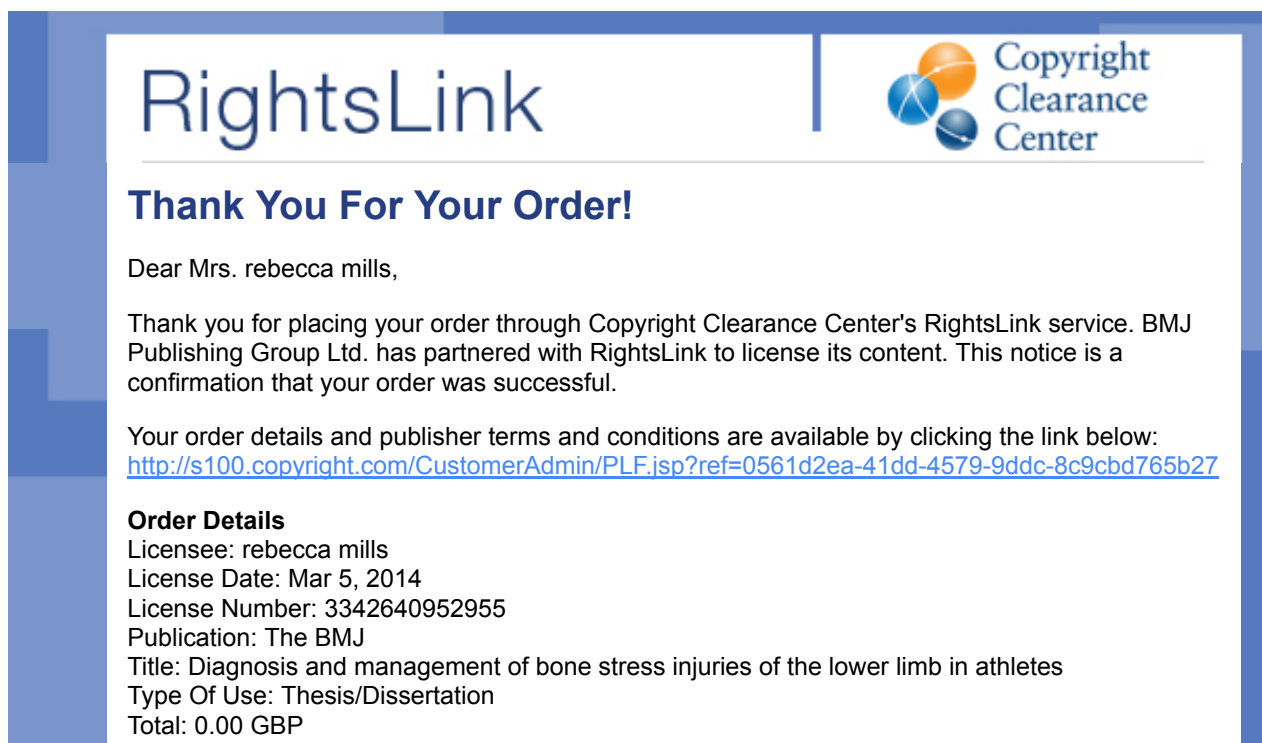 RightsLink
Copyright
Clearance
Center
Thank You For Your Order!
Dear Mrs. rebecca mills,
Thank you for placing your order through Copyright Clearance Center's RightsLink service. BMJ
Publishing Group Ltd. has partnered with RightsLink to license its content. This notice is a
confirmation that your order was successful.
Your order details and publisher terms and conditions are available by clicking the link below:
http://s100.copyright.com/CustomerAdmin/PLF.jsp?ref=0561d2ea-41dd-4579-9ddc-8c9cbd765b27
Order Details
Licensee: rebecca mills
License Date: Mar 5, 2014
License Number: 3342640952955
Publication: The BMJ
Title: Diagnosis and management of bone stress injuries of the lower limb in athletes
Type Of Use: Thesis/Dissertation
Total: 0.00 GBP